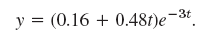 y = (0.16 + 0.48t)e^{-3t}.